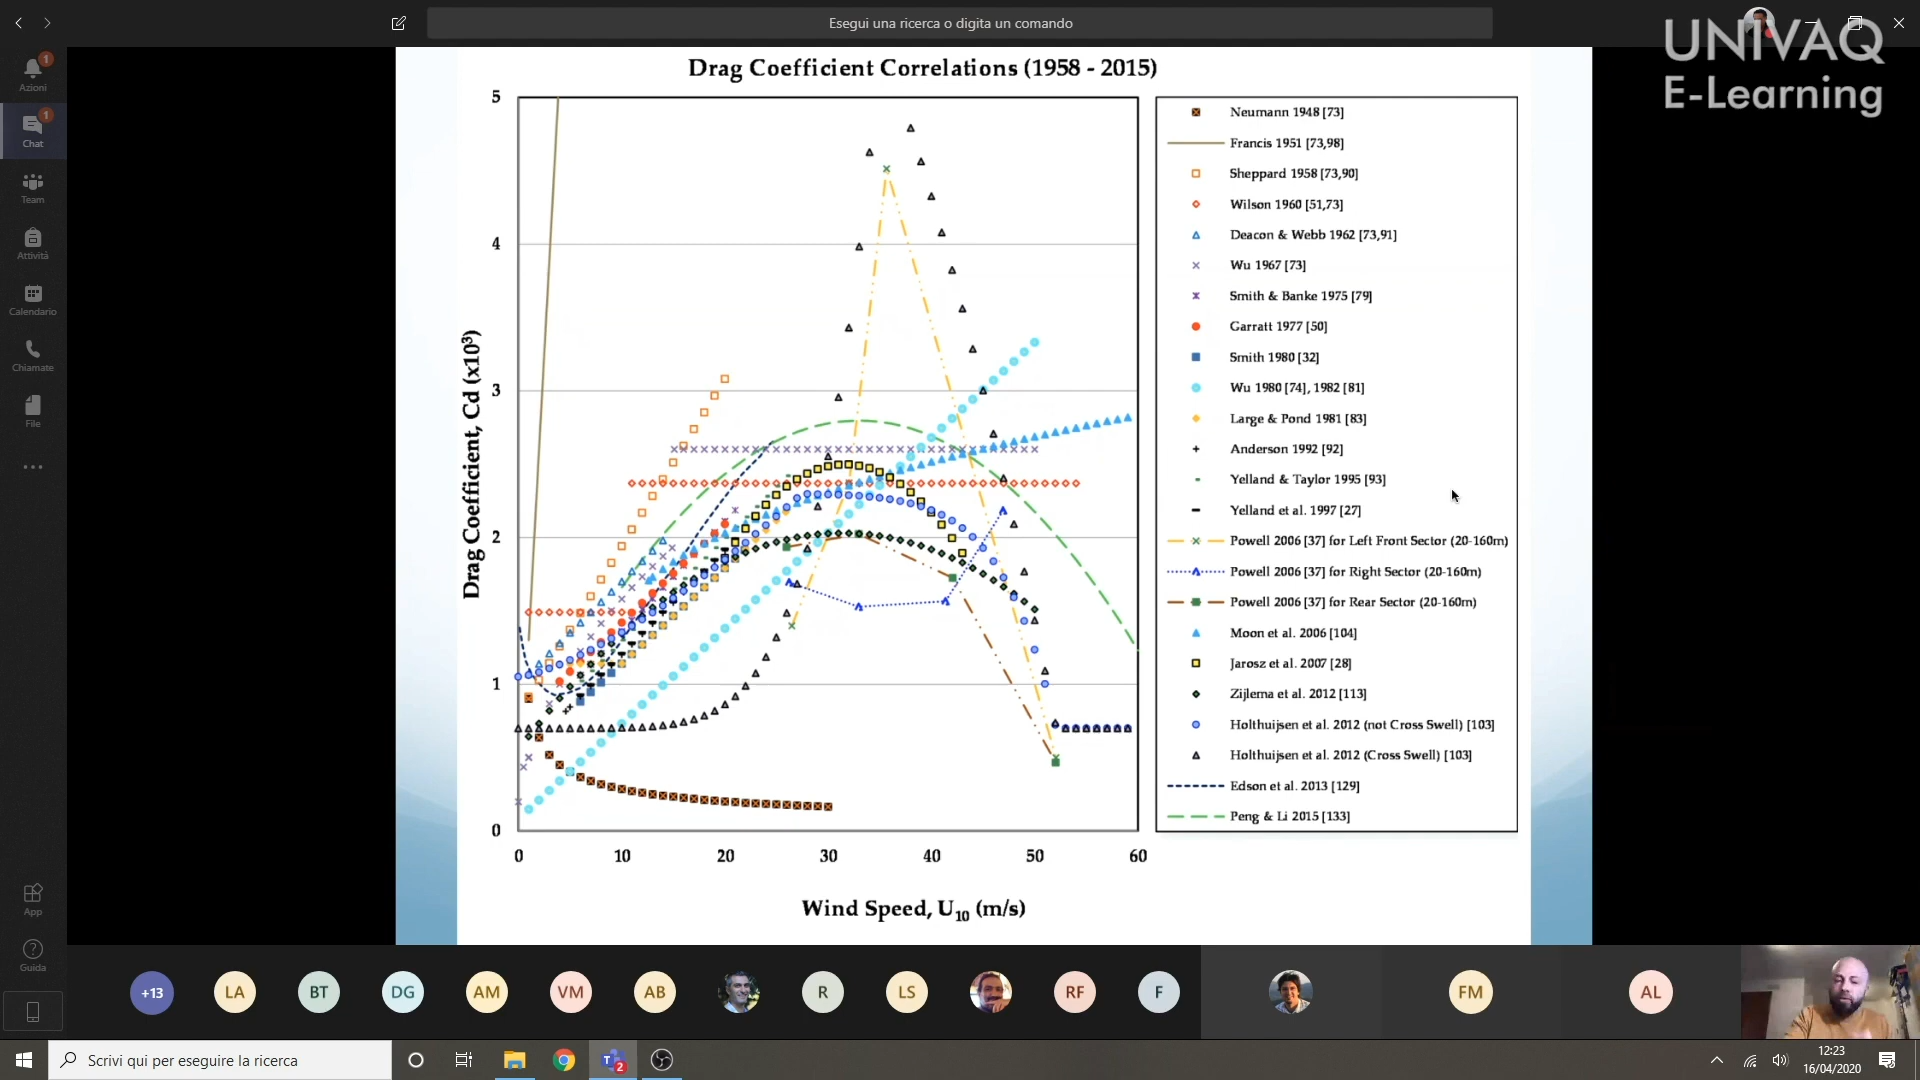 Esegui una ricerca o digita un comando
UNIVAQ
E-Learning
1
Azioni
1
Chat
Team
Attività
Calendario
Chiamate
File
App
Guida
Drag Coefficient Correlations (1958 - 2015)
Drag Coefficient, Cd (x10³)
5
4
3
2
1
0
0 10 20 30 40 50 60
Wind Speed, U₁₀ (m/s)
Neumann 1948 [73]
Francis 1951 [73,98]
Sheppard 1958 [73,90]
Wilson 1960 [51,73]
Deacon & Webb 1962 [73,91]
Wu 1967 [73]
Smith & Banke 1975 [79]
Garratt 1977 [50]
Smith 1980 [32]
Wu 1980 [74], 1982 [81]
Large & Pond 1981 [83]
Anderson 1992 [92]
Yelland & Taylor 1995 [93]
Yelland et al. 1997 [27]
Powell 2006 [37] for Left Front Sector (20-160m)
Powell 2006 [37] for Right Sector (20-160m)
Powell 2006 [37] for Rear Sector (20-160m)
Moon et al. 2006 [104]
Jarosz et al. 2007 [28]
Zijlema et al. 2012 [113]
Holthuijsen et al. 2012 (not Cross Swell) [103]
Holthuijsen et al. 2012 (Cross Swell) [103]
Edson et al. 2013 [129]
Peng & Li 2015 [133]
+13 LA BT DG AM VM AB R LS RF F FM AL
Scrivi qui per eseguire la ricerca
2
12:23
16/04/2020